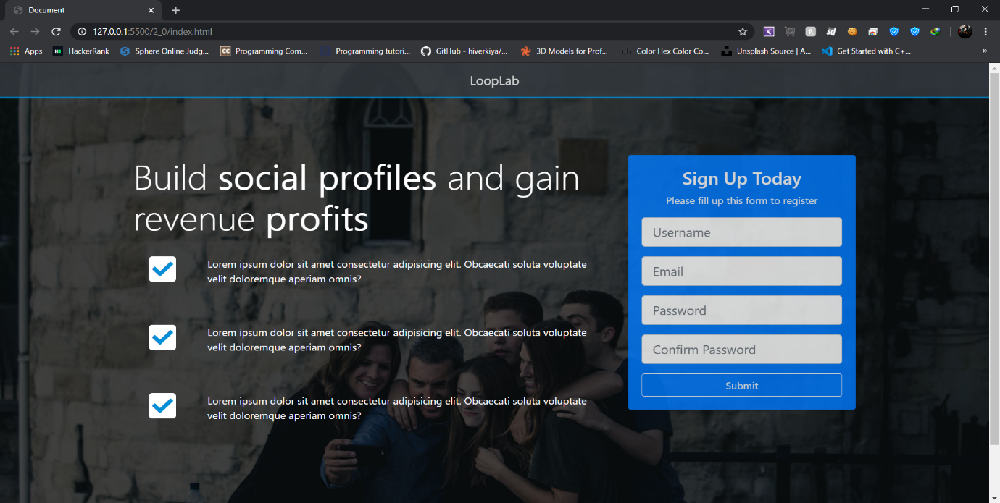 Document
127.0.0.1:5500/2_0/index.html
Apps
HackerRank
Sphere Online Judg...
Programming Com...
Programming tutori...
GitHub - hiverkiya/...
3D Models for Prof...
Color Hex Color Co...
Unsplash Source | A...
Get Started with C+...
»
LoopLab
Build social profiles and gain
revenue profits
Lorem ipsum dolor sit amet consectetur adipisicing elit. Obcaecati soluta voluptate
velit doloremque aperiam omnis?
Lorem ipsum dolor sit amet consectetur adipisicing elit. Obcaecati soluta voluptate
velit doloremque aperiam omnis?
Lorem ipsum dolor sit amet consectetur adipisicing elit. Obcaecati soluta voluptate
velit doloremque aperiam omnis?
Sign Up Today
Please fill up this form to register
Username
Email
Password
Confirm Password
Submit